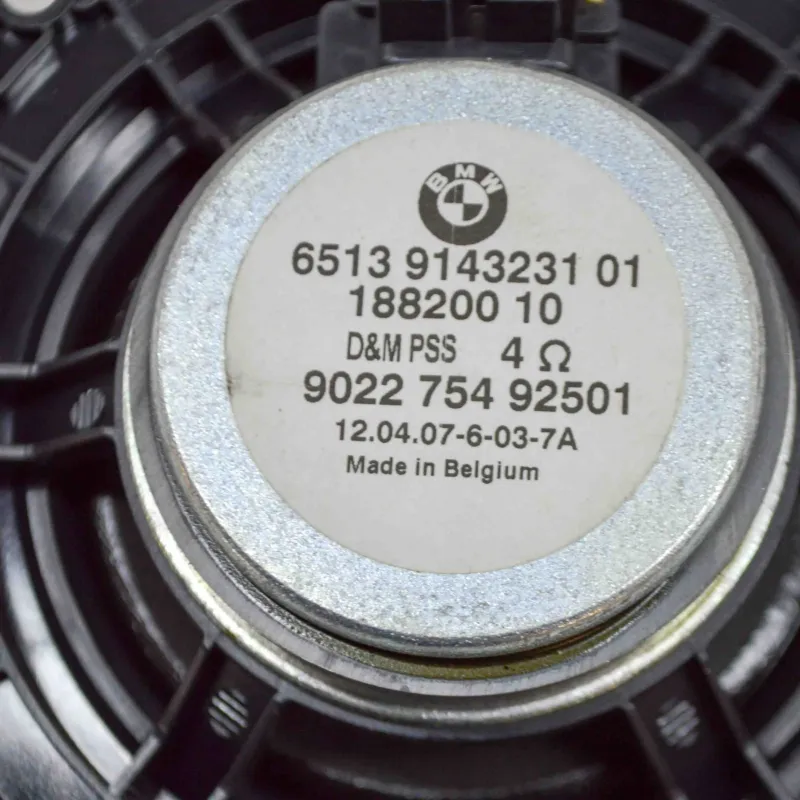 BMW
6513 9143231 01
188200 10
D&M PSS 4 Ω
9022 754 92501
12.04.07-6-03-7A
Made in Belgium